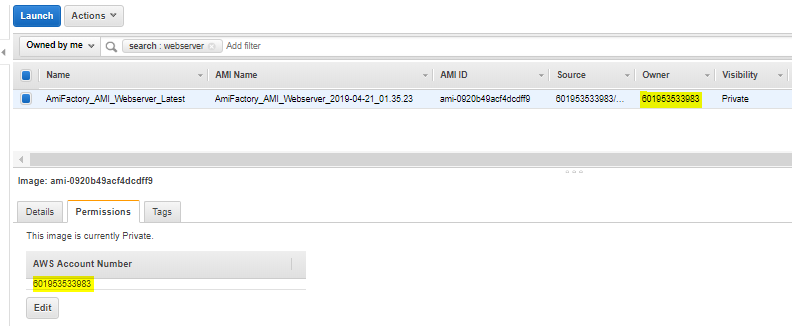 Launch Actions
Owned by me search : webserver Add filter
Name AMI Name AMI ID Source Owner Visibility
AmiFactory_AMI_Webserver_Latest AmiFactory_AMI_Webserver_2019-04-21_01.35.23 ami-0920b49acf4dcdff9 601953533983/... 601953533983 Private
Image: ami-0920b49acf4dcdff9
Details Permissions Tags
This image is currently Private.
AWS Account Number
601953533983
Edit